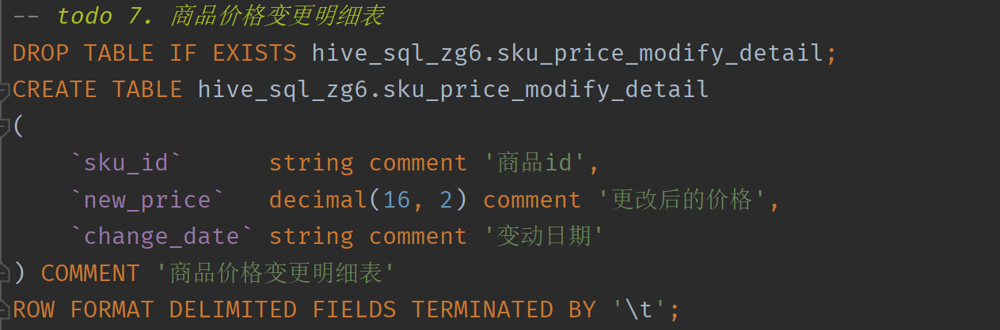 -- todo 7. 商品价格变更明细表
DROP TABLE IF EXISTS hive_sql_zg6.sku_price_modify_detail;
CREATE TABLE hive_sql_zg6.sku_price_modify_detail
(
    `sku_id`      string comment '商品id',
    `new_price`   decimal(16, 2) comment '更改后的价格',
    `change_date` string comment '变动日期'
) COMMENT '商品价格变更明细表'
ROW FORMAT DELIMITED FIELDS TERMINATED BY '\t';